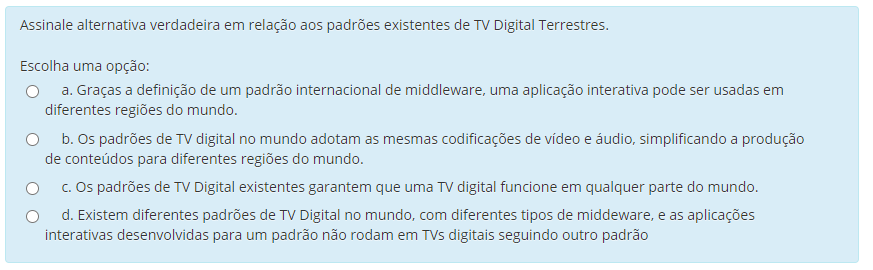 Assinale alternativa verdadeira em relação aos padrões existentes de TV Digital Terrestres.
Escolha uma opção:
a. Graças a definição de um padrão internacional de middleware, uma aplicação interativa pode ser usadas em
diferentes regiões do mundo.
b. Os padrões de TV digital no mundo adotam as mesmas codificações de vídeo e áudio, simplificando a produção
de conteúdos para diferentes regiões do mundo.
c. Os padrões de TV Digital existentes garantem que uma TV digital funcione em qualquer parte do mundo.
d. Existem diferentes padrões de TV Digital no mundo, com diferentes tipos de middeware, e as aplicações
interativas desenvolvidas para um padrão não rodam em TVs digitais seguindo outro padrão